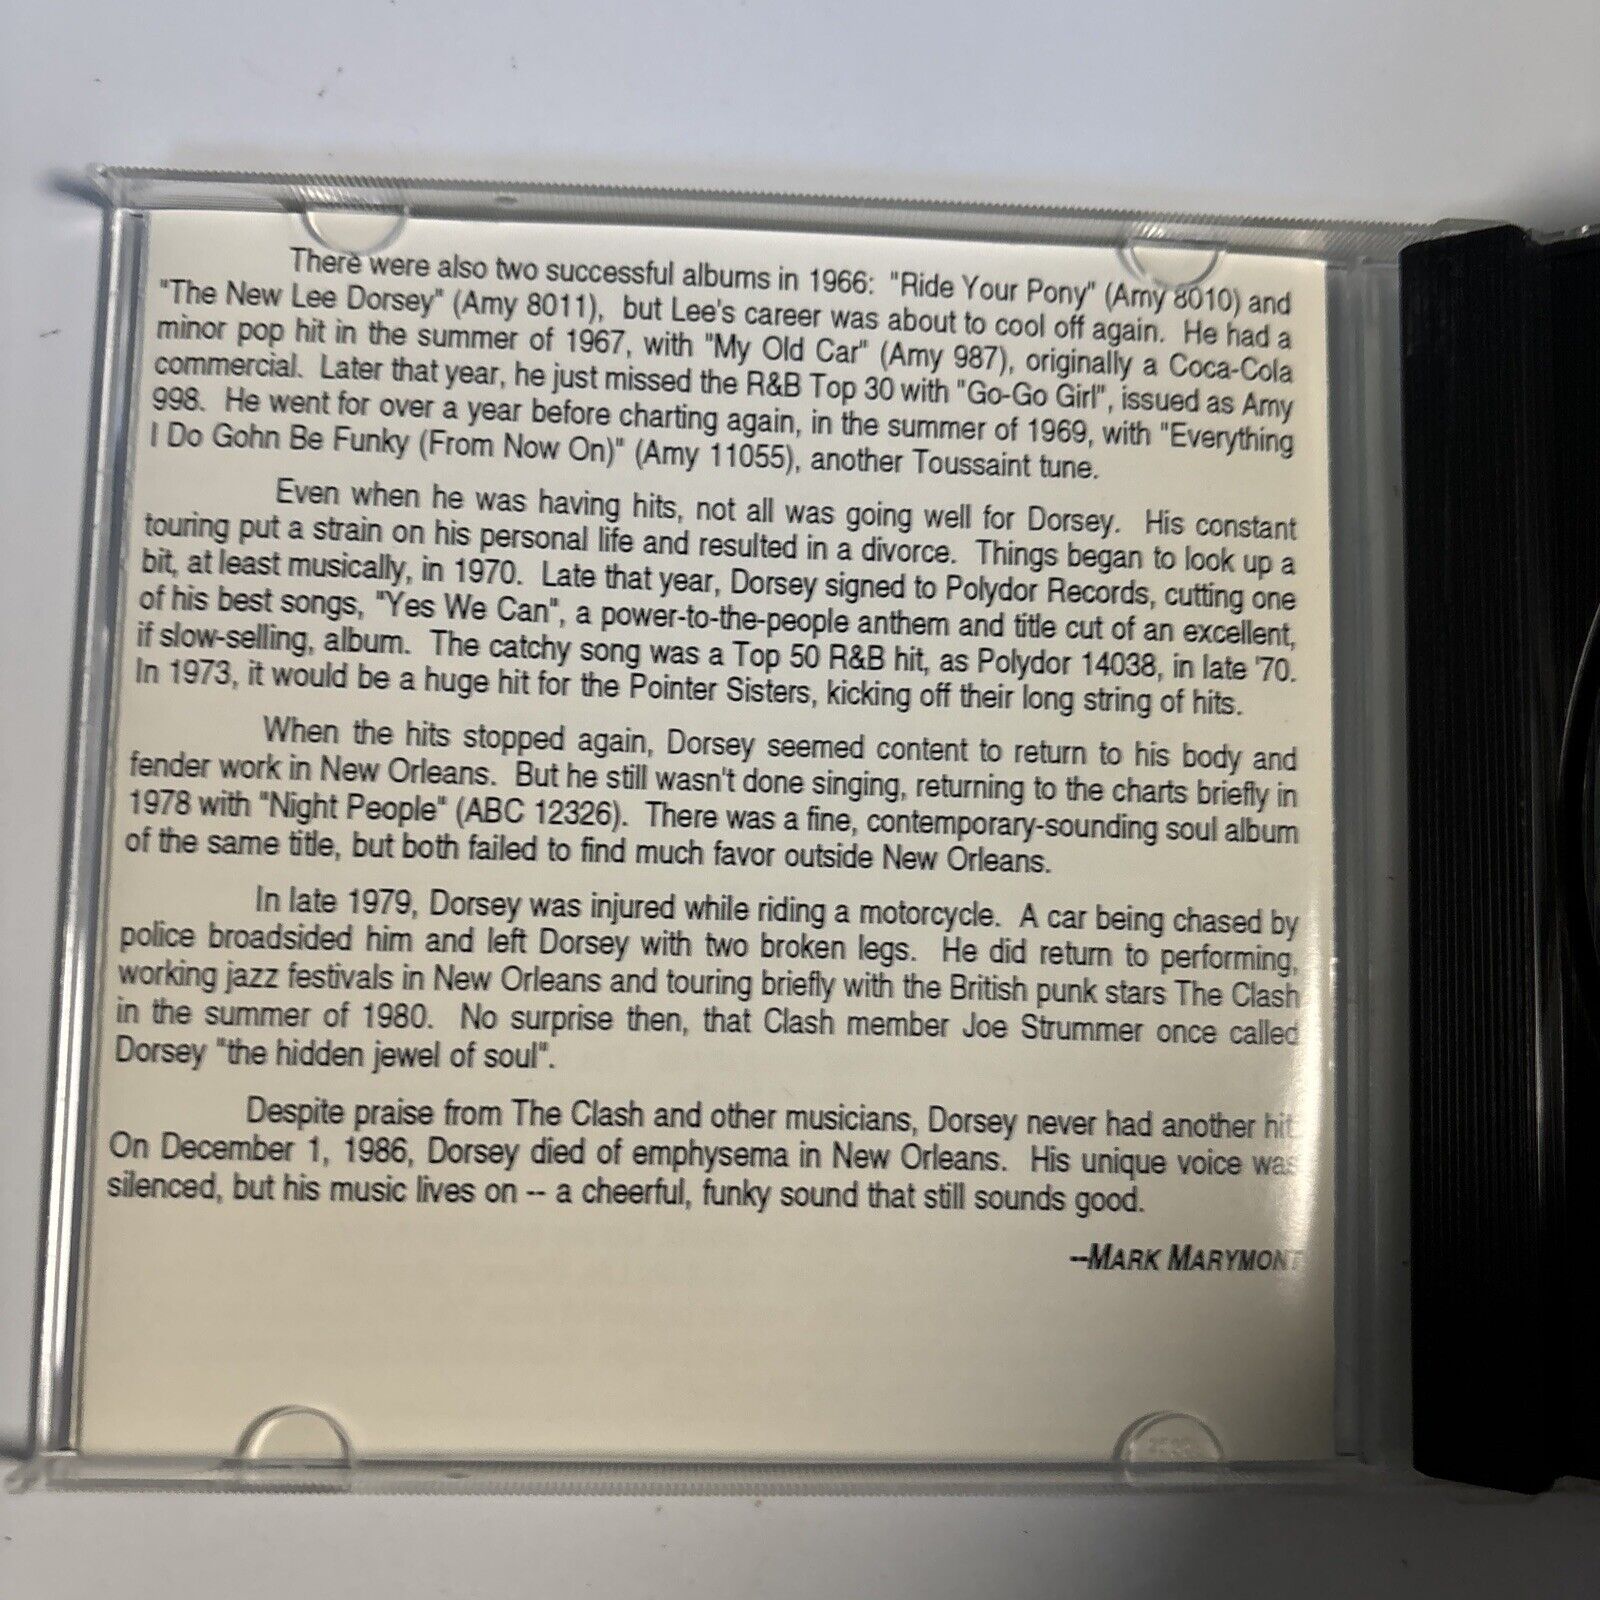 There were also two successful albums in 1966: "Ride Your Pony" (Amy 8010) and
"The New Lee Dorsey" (Amy 8011), but Lee's career was about to cool off again. He had a
minor pop hit in the summer of 1967, with "My Old Car" (Amy 987), originally a Coca-Cola
commercial. Later that year, he just missed the R&B Top 30 with "Go-Go Girl", issued as Amy
998. He went for over a year before charting again, in the summer of 1969, with "Everything
I Do Gohn Be Funky (From Now On)" (Amy 11055), another Toussaint tune.
Even when he was having hits, not all was going well for Dorsey. His constant
touring put a strain on his personal life and resulted in a divorce. Things began to look up a
bit, at least musically, in 1970. Late that year, Dorsey signed to Polydor Records, cutting one
of his best songs, "Yes We Can", a power-to-the-people anthem and title cut of an excellent,
if slow-selling, album. The catchy song was a Top 50 R&B hit, as Polydor 14038, in late '70.
In 1973, it would be a huge hit for the Pointer Sisters, kicking off their long string of hits.
When the hits stopped again, Dorsey seemed content to return to his body and
fender work in New Orleans. But he still wasn't done singing, returning to the charts briefly in
1978 with "Night People" (ABC 12326). There was a fine, contemporary-sounding soul album
of the same title, but both failed to find much favor outside New Orleans.
In late 1979, Dorsey was injured while riding a motorcycle. A car being chased by
police broadsided him and left Dorsey with two broken legs. He did return to performing,
working jazz festivals in New Orleans and touring briefly with the British punk stars The Clash
in the summer of 1980. No surprise then, that Clash member Joe Strummer once called
Dorsey "the hidden jewel of soul".
Despite praise from The Clash and other musicians, Dorsey never had another hit.
On December 1, 1986, Dorsey died of emphysema in New Orleans. His unique voice was
silenced, but his music lives on -- a cheerful, funky sound that still sounds good.
--MARK MARYMONT